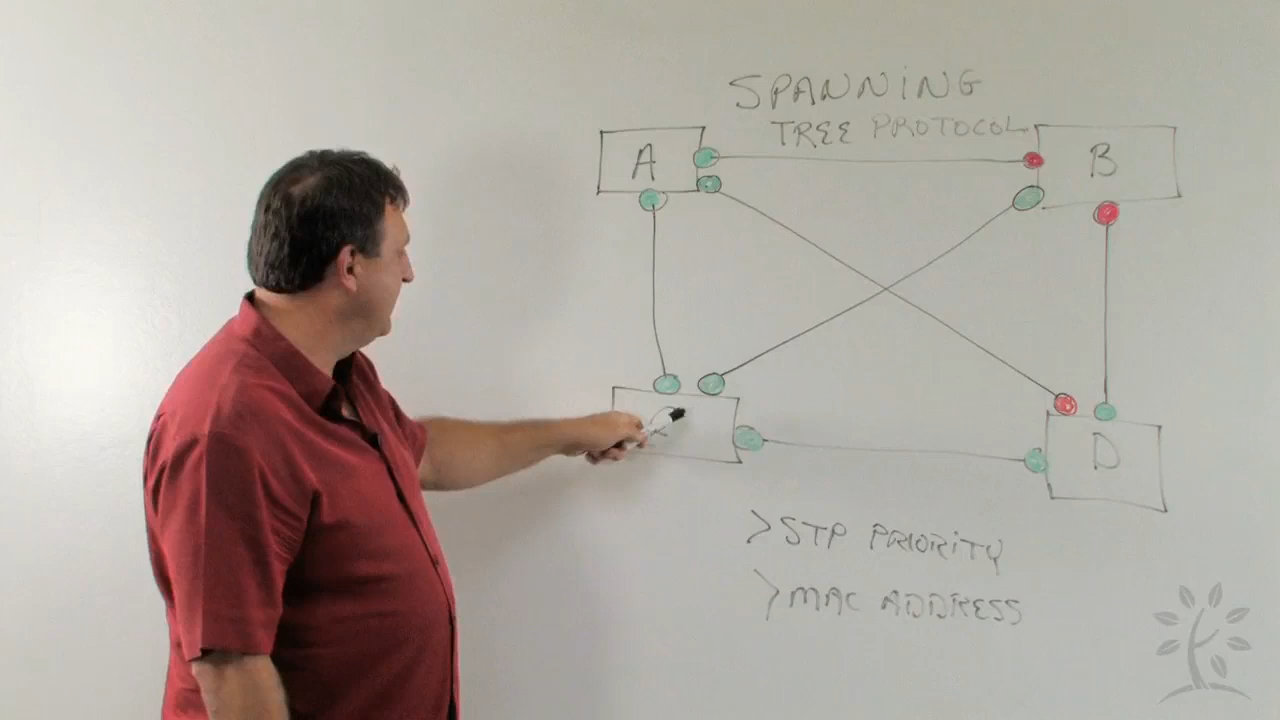 SPANNING
TREE PROTOCOL
A
B
D
>STP PRIORITY
>MAC ADDRESS